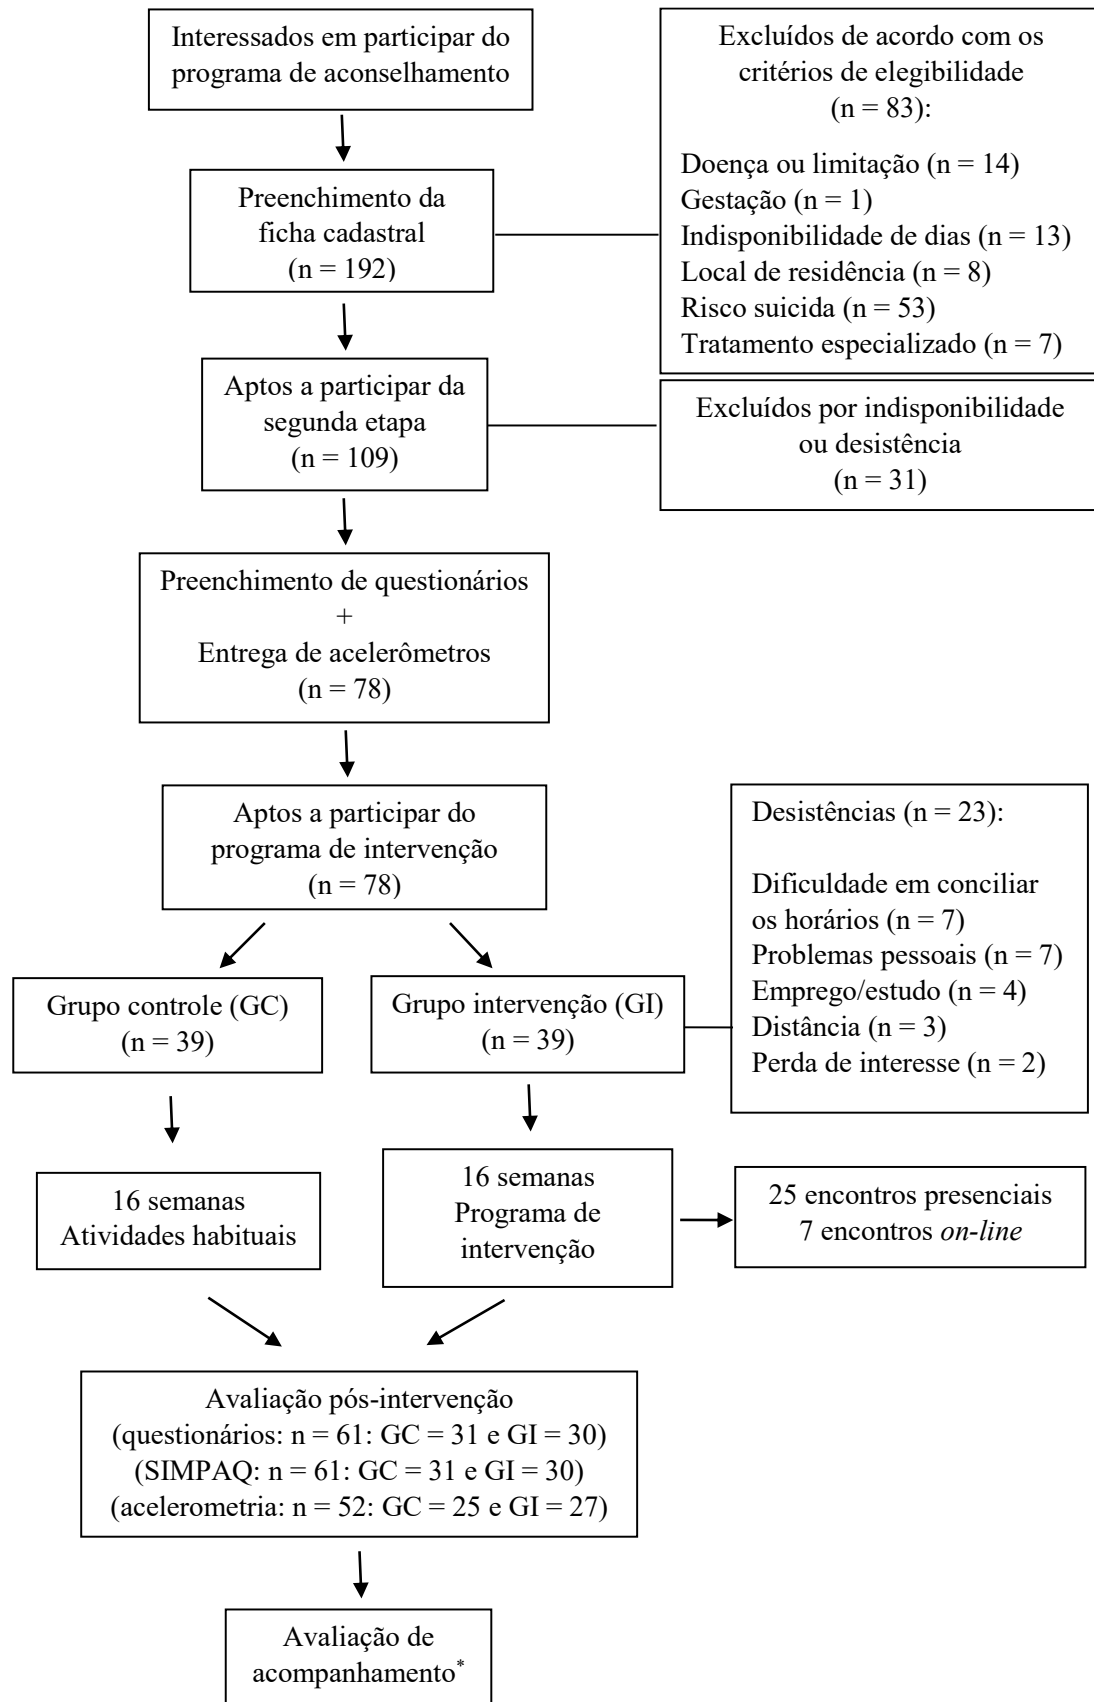 Interessados em participar do
programa de aconselhamento
Excluídos de acordo com os
critérios de elegibilidade
(n = 83):
Doença ou limitação (n = 14)
Gestação (n = 1)
Indisponibilidade de dias (n = 13)
Local de residência (n = 8)
Risco suicida (n = 53)
Tratamento especializado (n = 7)
Preenchimento da
ficha cadastral
(n = 192)
Aptos a participar da
segunda etapa
(n = 109)
Excluídos por indisponibilidade
ou desistência
(n = 31)
Preenchimento de questionários
+
Entrega de acelerômetros
(n = 78)
Aptos a participar do
programa de intervenção
(n = 78)
Desistências (n = 23):
Dificuldade em conciliar
os horários (n = 7)
Problemas pessoais (n = 7)
Emprego/estudo (n = 4)
Distância (n = 3)
Perda de interesse (n = 2)
Grupo controle (GC)
(n = 39)
Grupo intervenção (GI)
(n = 39)
16 semanas
Atividades habituais
16 semanas
Programa de
intervenção
25 encontros presenciais
7 encontros on-line
Avaliação pós-intervenção
(questionários: n = 61: GC = 31 e GI = 30)
(SIMPAQ: n = 61: GC = 31 e GI = 30)
(acelerometria: n = 52: GC = 25 e GI = 27)
Avaliação de
acompanhamento*